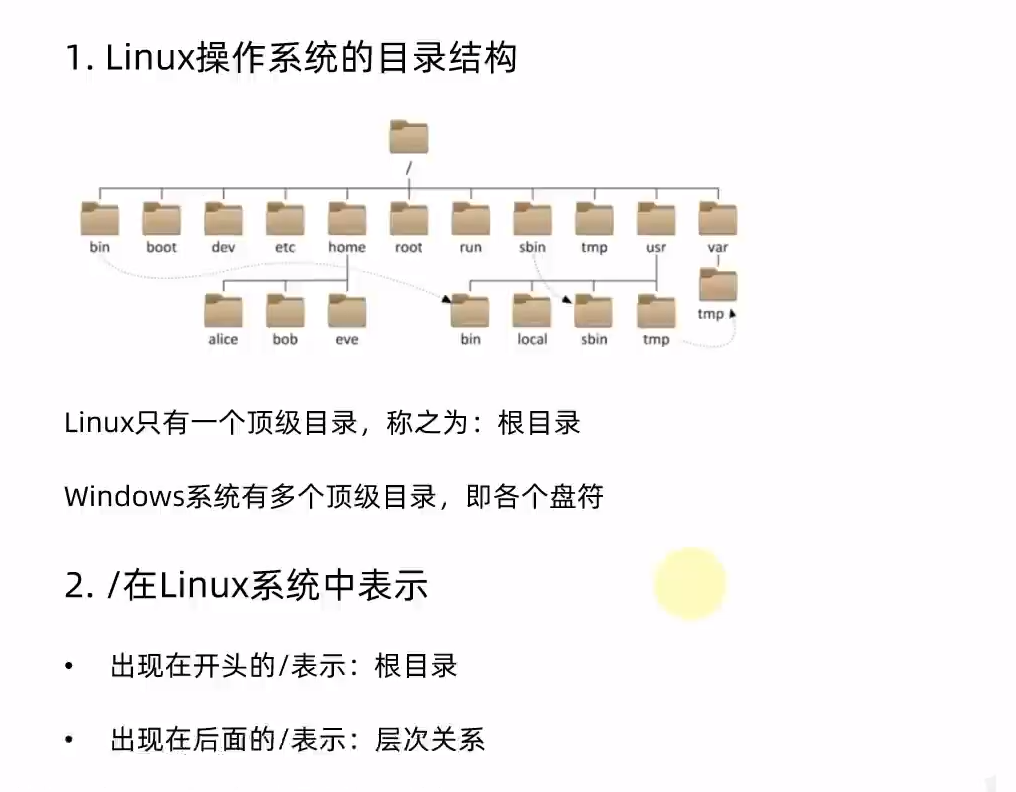 1. Linux操作系统的目录结构
/
bin boot dev etc home root run sbin tmp usr var
tmp
alice bob eve bin local sbin tmp
Linux只有一个顶级目录，称之为：根目录
Windows系统有多个顶级目录，即各个盘符
2. /在Linux系统中表示
• 出现在开头的/表示：根目录
• 出现在后面的/表示：层次关系